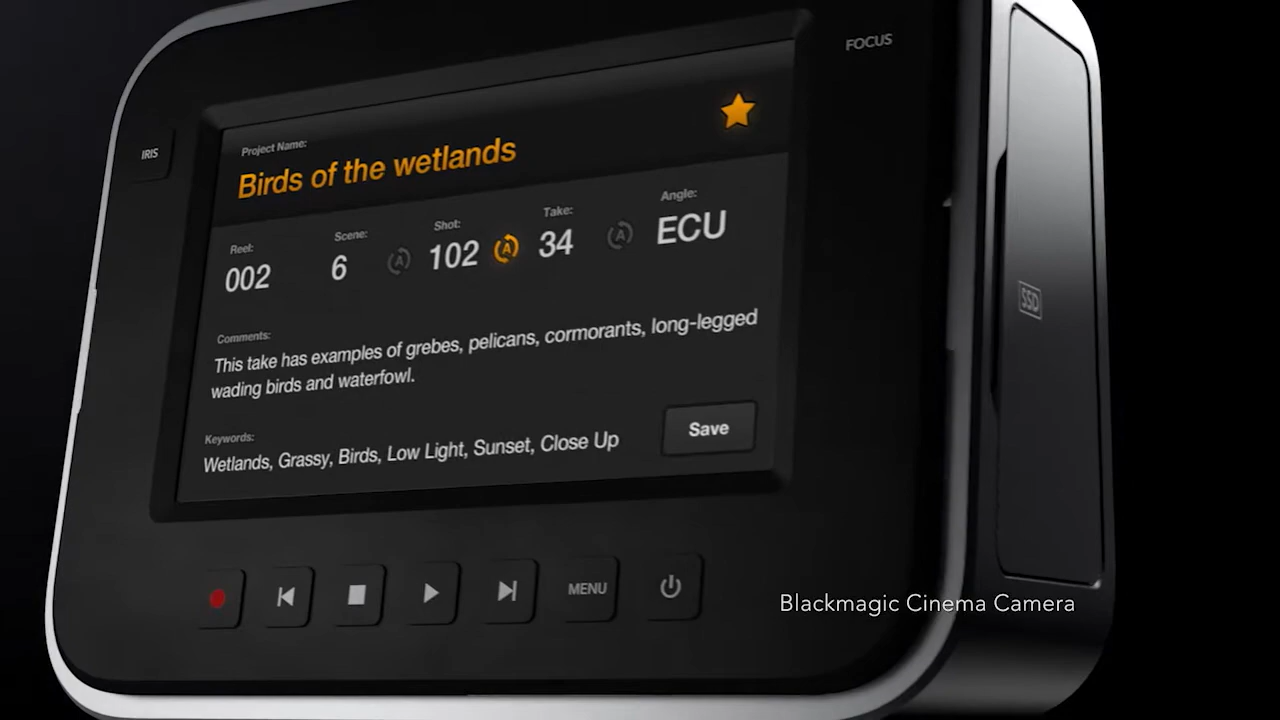 FOCUS
IRIS
Project Name:
Birds of the wetlands
Reel:
Scene:
Shot:
Take:
Angle:
002
6
A
102
A
34
A
ECU
Comments:
This take has examples of grebes, pelicans, cormorants, long-legged
wading birds and waterfowl.
Keywords:
Wetlands, Grassy, Birds, Low Light, Sunset, Close Up
Save
SSD
MENU
Blackmagic Cinema Camera